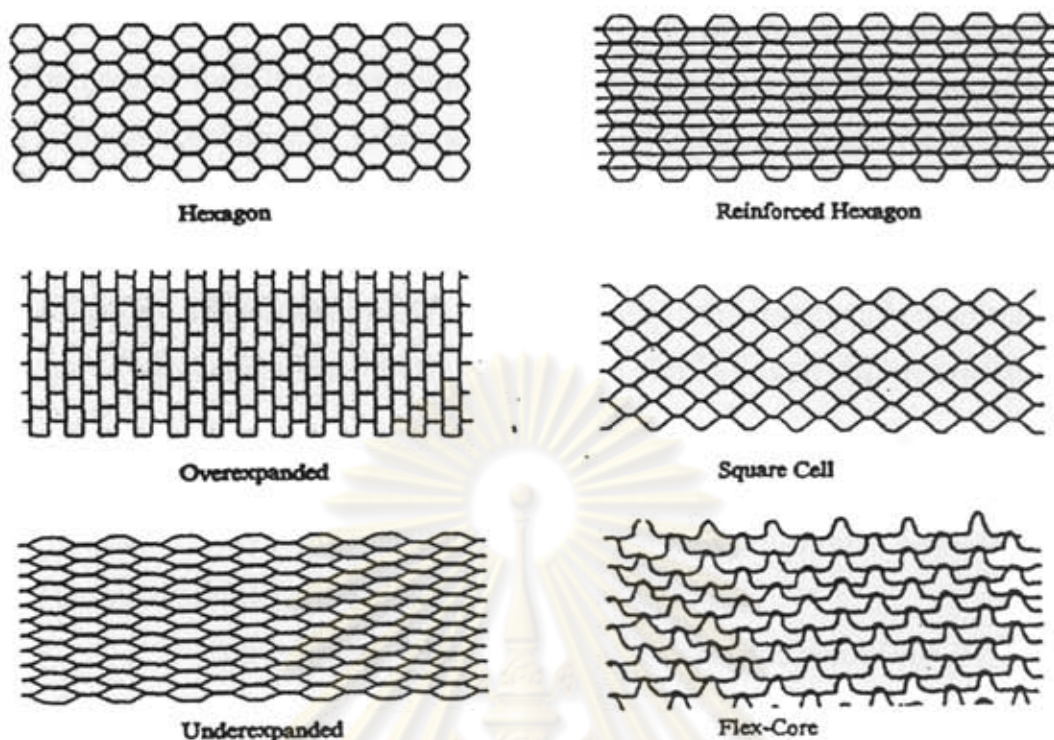 Hexagon
Reinforced Hexagon
Overexpanded
Square Cell
Underexpanded
Flex-Core